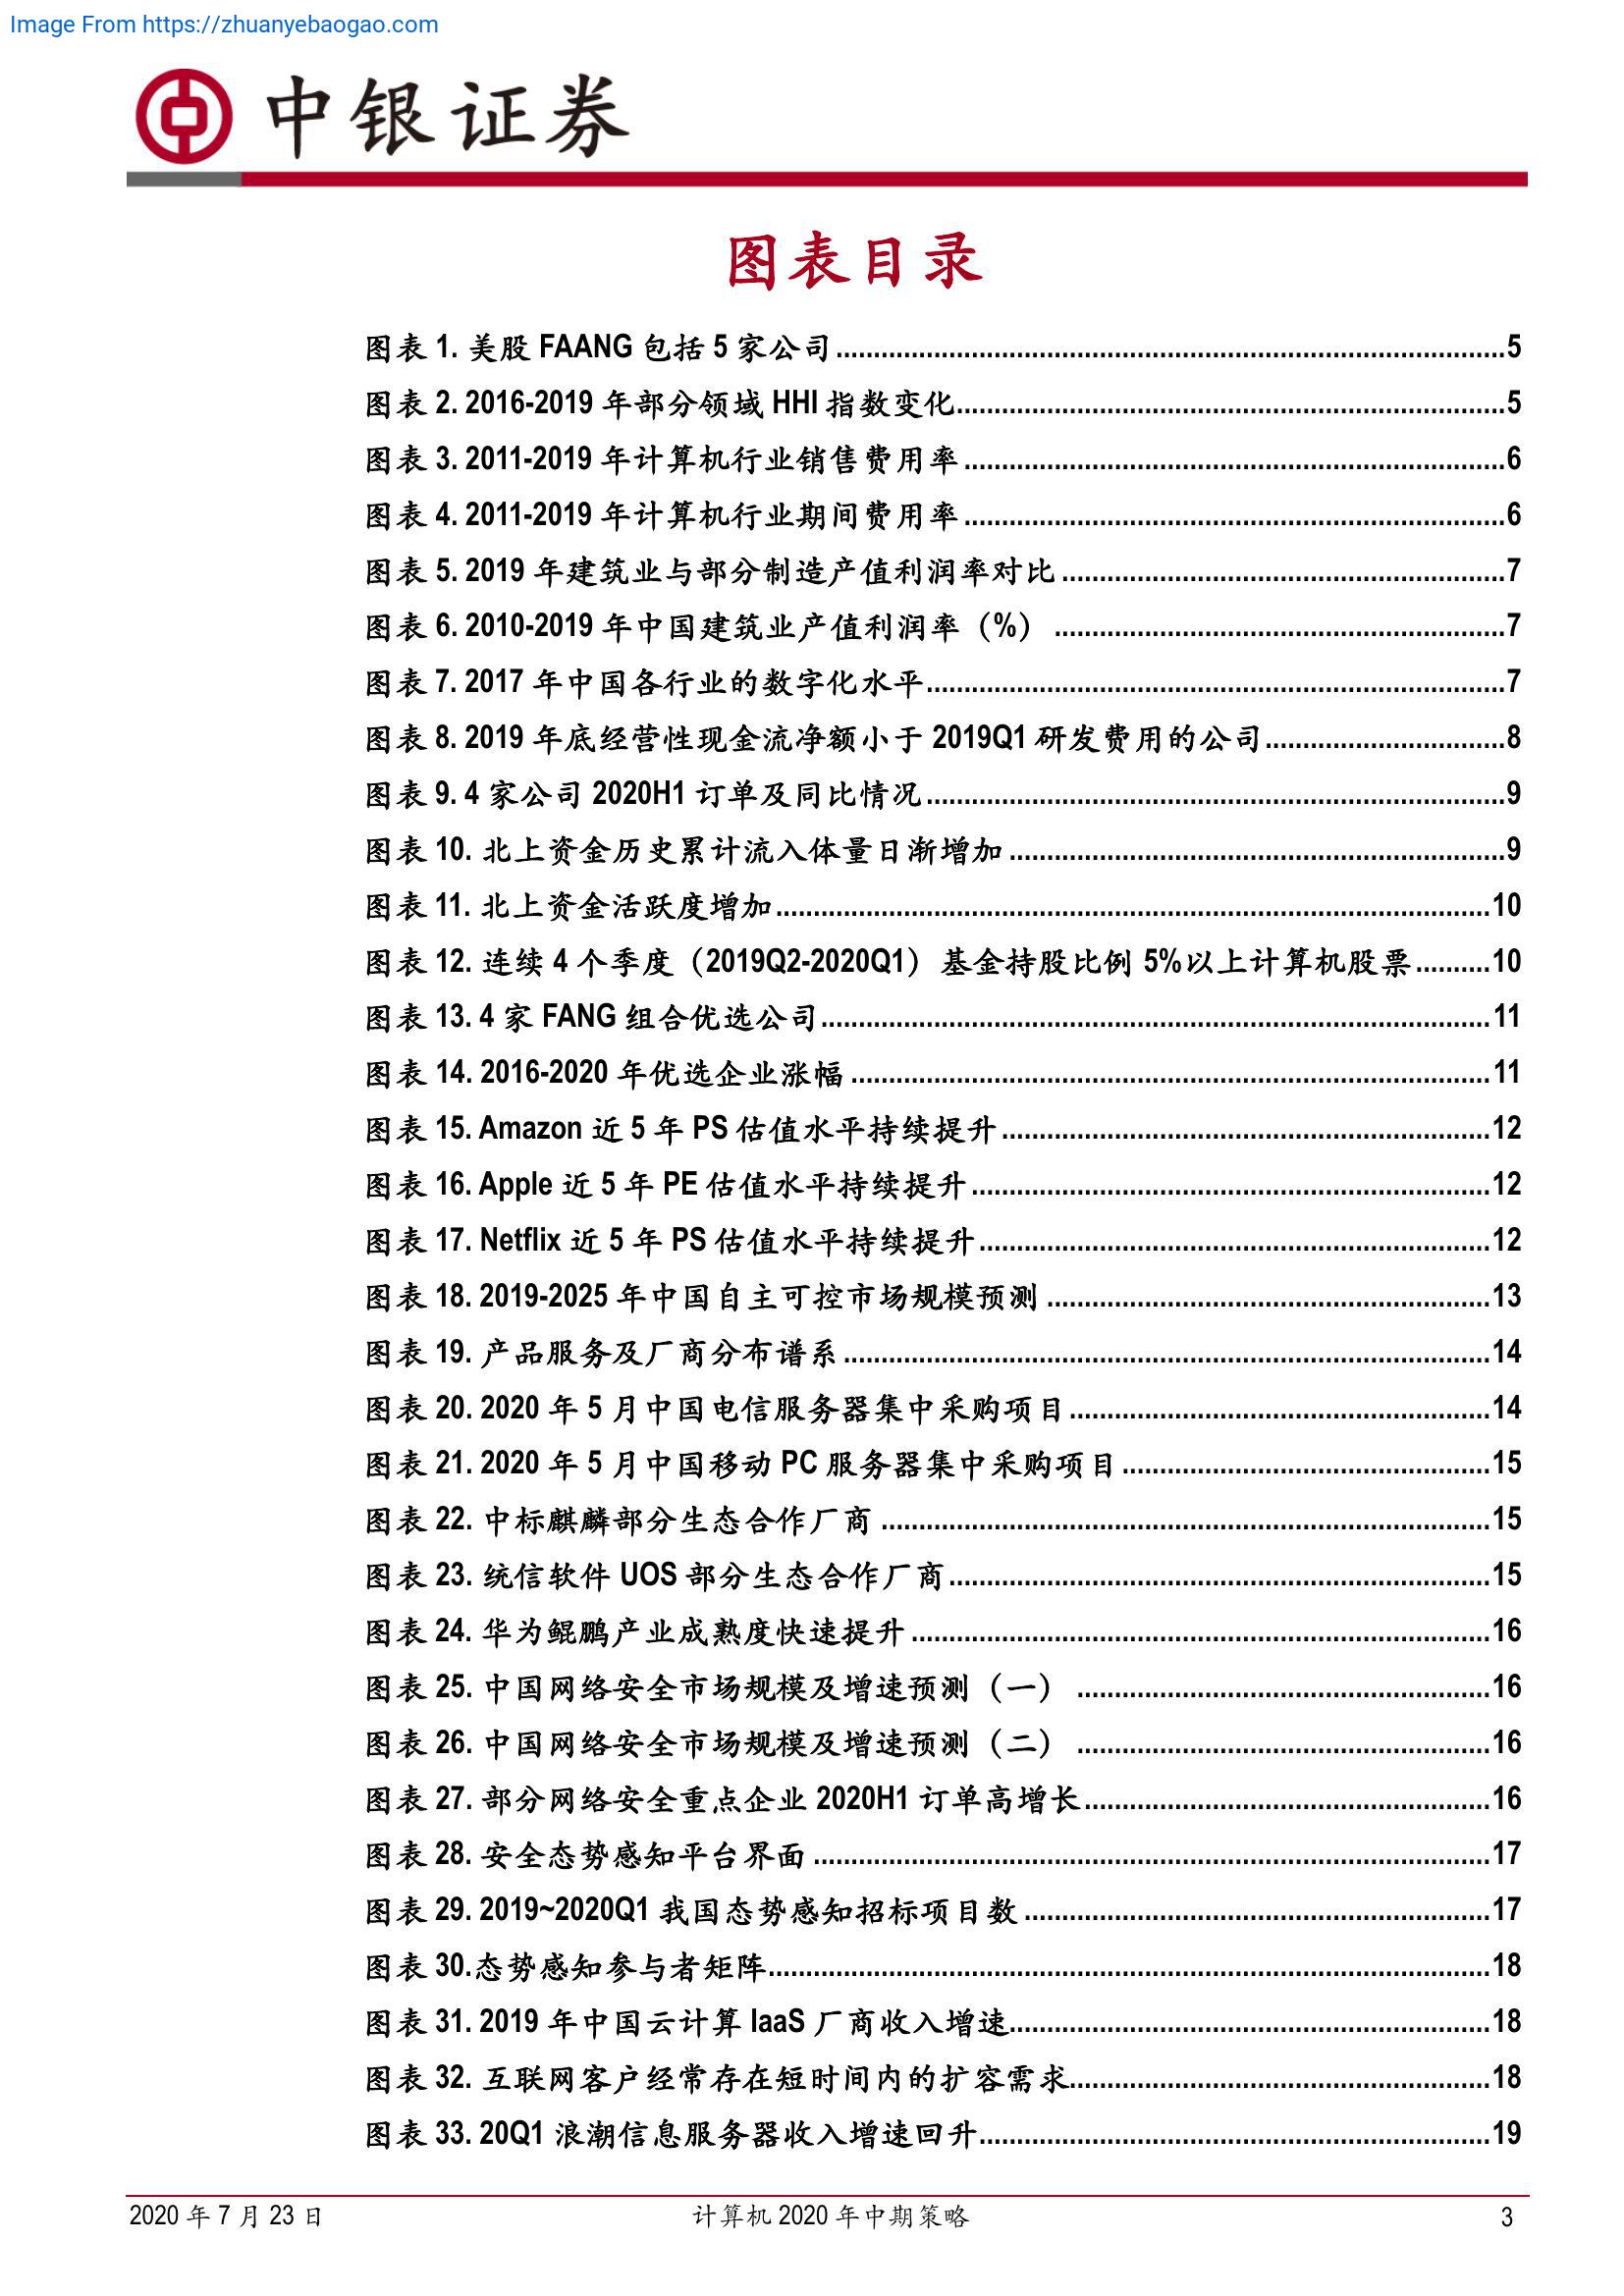 Image From https://zhuanyebaogao.com
中银证券
图表目录
图表 1. 美股 FAANG 包括 5 家公司.....5
图表 2. 2016-2019 年部分领域 HHI 指数变化.....5
图表 3. 2011-2019 年计算机行业销售费用率.....6
图表 4. 2011-2019 年计算机行业期间费用率.....6
图表 5. 2019 年建筑业与部分制造产值利润率对比.....7
图表 6. 2010-2019 年中国建筑业产值利润率（%）.....7
图表 7. 2017 年中国各行业的数字化水平.....7
图表 8. 2019 年底经营性现金流净额小于 2019Q1 研发费用的公司.....8
图表 9. 4 家公司 2020H1 订单及同比情况.....9
图表 10. 北上资金历史累计流入体量日渐增加.....9
图表 11. 北上资金活跃度增加.....10
图表 12. 连续 4 个季度（2019Q2-2020Q1）基金持股比例 5%以上计算机股票.....10
图表 13. 4 家 FANG 组合优选公司.....11
图表 14. 2016-2020 年优选企业涨幅.....11
图表 15. Amazon 近 5 年 PS 估值水平持续提升.....12
图表 16. Apple 近 5 年 PE 估值水平持续提升.....12
图表 17. Netflix 近 5 年 PS 估值水平持续提升.....12
图表 18. 2019-2025 年中国自主可控市场规模预测.....13
图表 19. 产品服务及厂商分布谱系.....14
图表 20. 2020 年 5 月中国电信服务器集中采购项目.....14
图表 21. 2020 年 5 月中国移动 PC 服务器集中采购项目.....15
图表 22. 中标麒麟部分生态合作厂商.....15
图表 23. 统信软件 UOS 部分生态合作厂商.....15
图表 24. 华为鲲鹏产业成熟度快速提升.....16
图表 25. 中国网络安全市场规模及增速预测（一）.....16
图表 26. 中国网络安全市场规模及增速预测（二）.....16
图表 27. 部分网络安全重点企业 2020H1 订单高增长.....16
图表 28. 安全态势感知平台界面.....17
图表 29. 2019~2020Q1 我国态势感知招标项目数.....17
图表 30.态势感知参与者矩阵.....18
图表 31. 2019 年中国云计算 IaaS 厂商收入增速.....18
图表 32. 互联网客户经常存在短时间内的扩容需求.....18
图表 33. 20Q1 浪潮信息服务器收入增速回升.....19
2020 年 7 月 23 日 计算机 2020 年中期策略 3